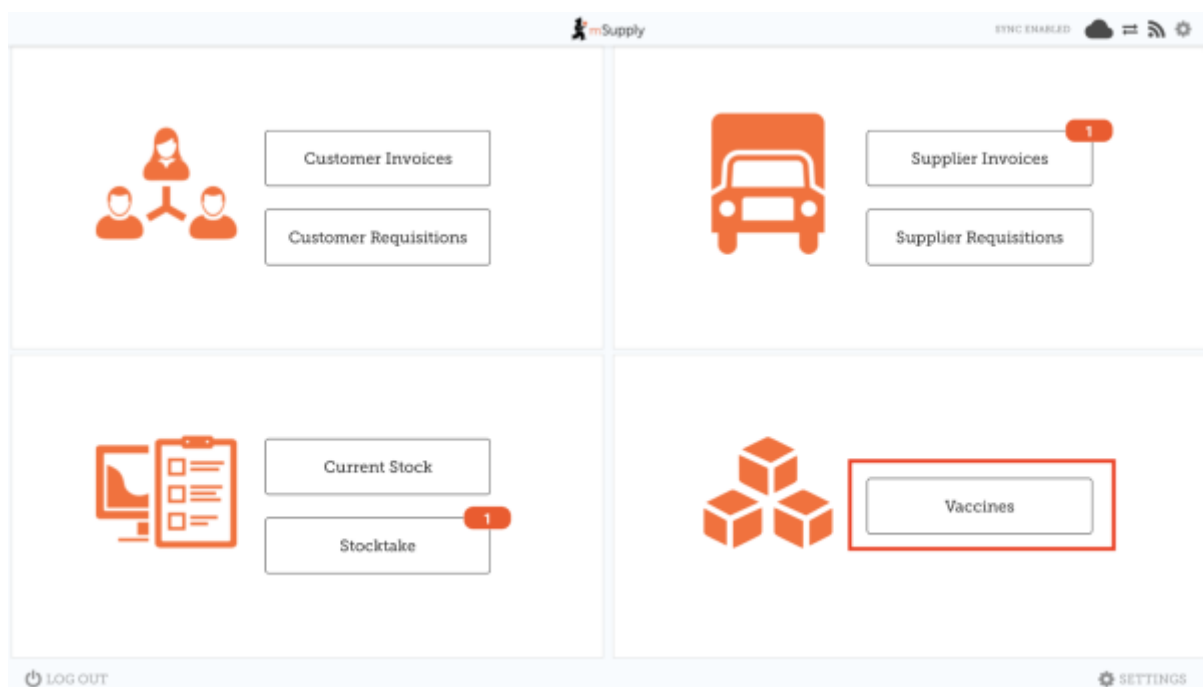 mSupply
SYNC ENABLED
Customer Invoices
Customer Requisitions
1
Supplier Invoices
Supplier Requisitions
Current Stock
1
Stocktake
Vaccines
LOG OUT
SETTINGS